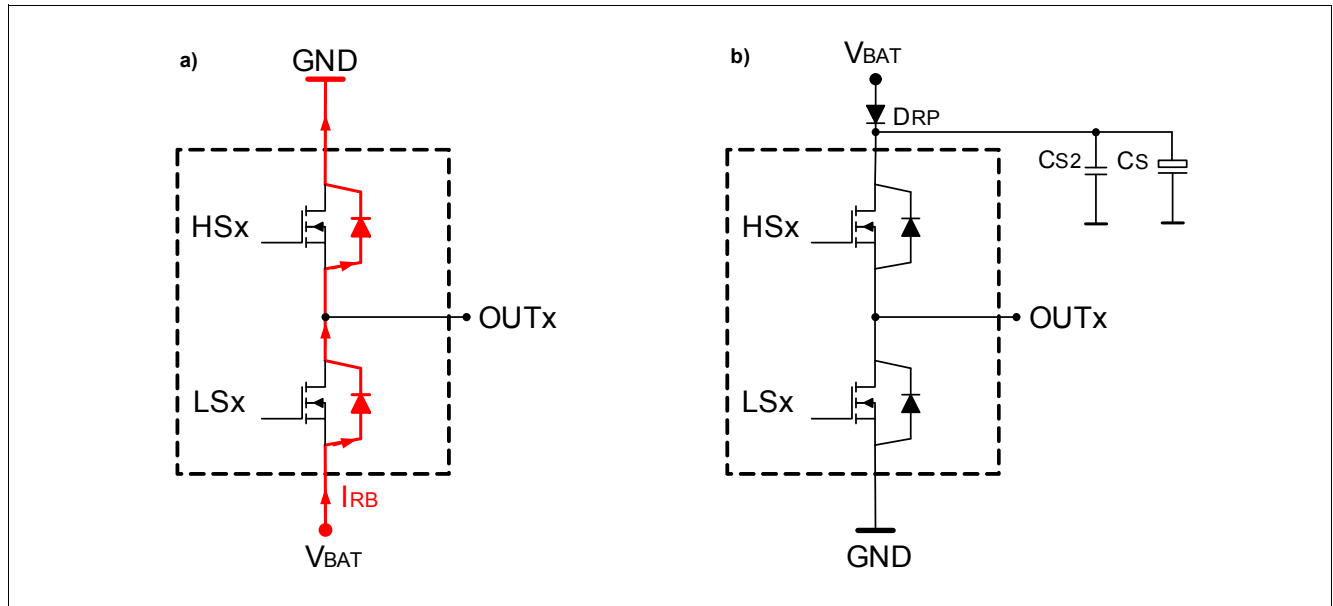 a)
GND
HSx
OUTx
LSx
IRB
VBAT
b)
VBAT
DRP
CS2
CS
HSx
OUTx
LSx
GND